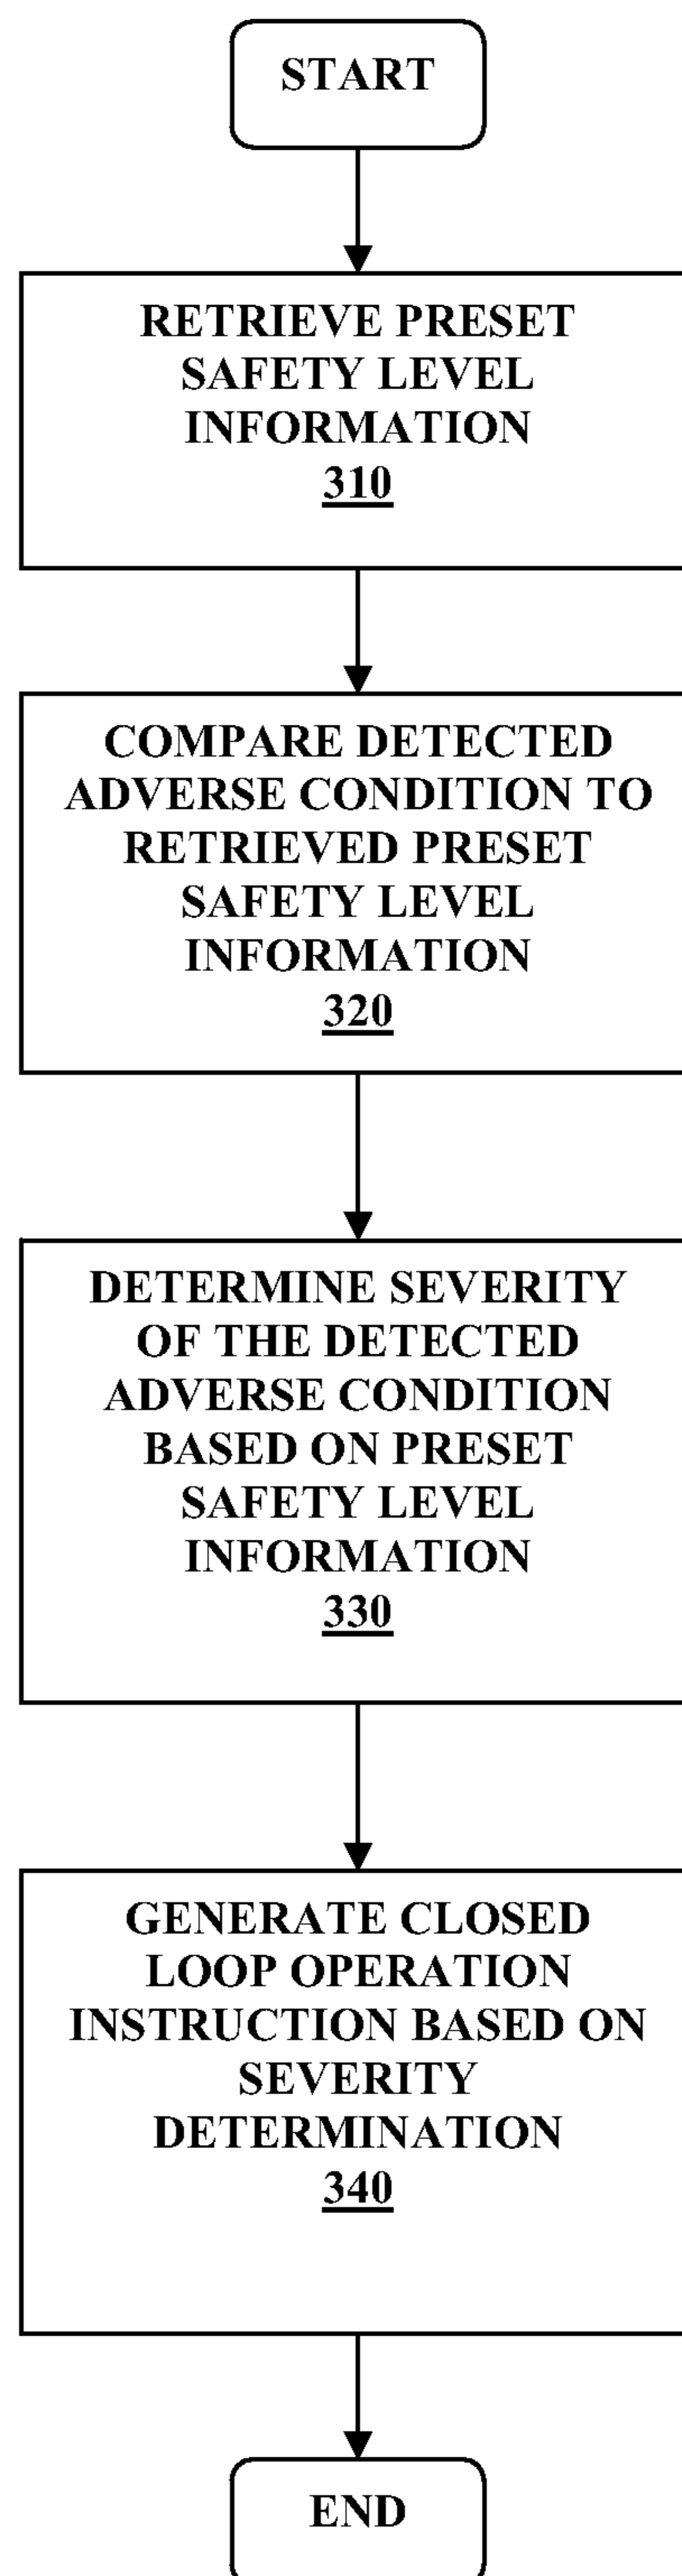 START
RETRIEVE PRESET
SAFETY LEVEL
INFORMATION
310
COMPARE DETECTED
ADVERSE CONDITION TO
RETRIEVED PRESET
SAFETY LEVEL
INFORMATION
320
DETERMINE SEVERITY
OF THE DETECTED
ADVERSE CONDITION
BASED ON PRESET
SAFETY LEVEL
INFORMATION
330
GENERATE CLOSED
LOOP OPERATION
INSTRUCTION BASED ON
SEVERITY
DETERMINATION
340
END